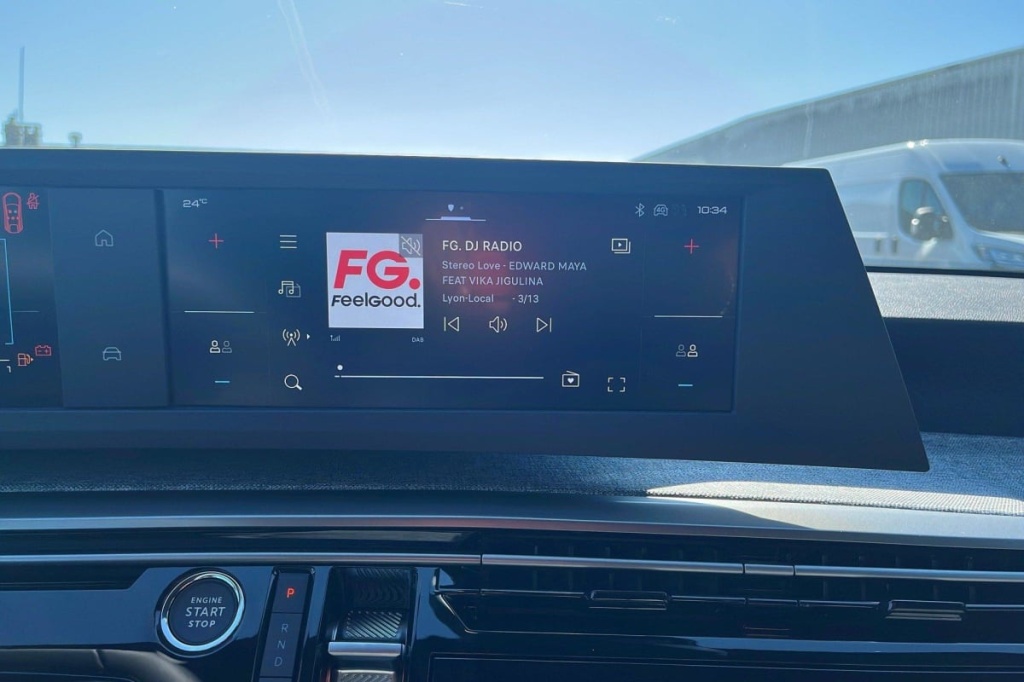 24°C
10:34
4G
FG.
FeelGood.
FG. DJ RADIO
Stereo Love - EDWARD MAYA
FEAT VIKA JIGULINA
Lyon-Local - 3/13
DAB
ENGINE
START
STOP
P
R
N
D